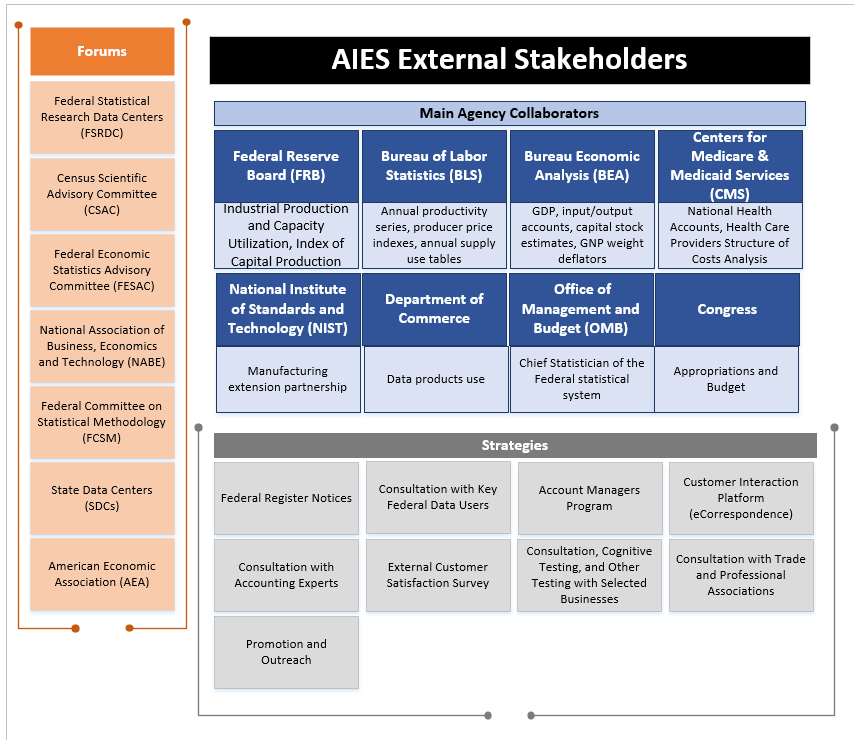 Forums
Federal Statistical
Research Data Centers
(FSRDC)
Census Scientific
Advisory Committee
(CSAC)
Federal Economic
Statistics Advisory
Committee (FESAC)
National Association of
Business, Economics
and Technology (NABE)
Federal Committee on
Statistical Methodology
(FCSM)
State Data Centers
(SDCs)
American Economic
Association (AEA)
AIES External Stakeholders
Main Agency Collaborators
Federal Reserve
Board (FRB)
Industrial Production
and Capacity
Utilization, Index of
Capital Production
Bureau of Labor
Statistics (BLS)
Annual productivity
series, producer price
indexes, annual supply
use tables
Bureau Economic
Analysis (BEA)
GDP, input/output
accounts, capital stock
estimates, GNP weight
deflators
Centers for
Medicare &
Medicaid Services
(CMS)
National Health
Accounts, Health Care
Providers Structure of
Costs Analysis
National Institute
of Standards and
Technology (NIST)
Manufacturing
extension partnership
Department of
Commerce
Data products use
Office of
Management and
Budget (OMB)
Chief Statistician of the
Federal statistical
system
Congress
Appropriations and
Budget
Strategies
Federal Register Notices
Consultation with Key
Federal Data Users
Account Managers
Program
Customer Interaction
Platform
(eCorrespondence)
Consultation with
Accounting Experts
External Customer
Satisfaction Survey
Consultation, Cognitive
Testing, and Other
Testing with Selected
Businesses
Consultation with Trade
and Professional
Associations
Promotion and
Outreach